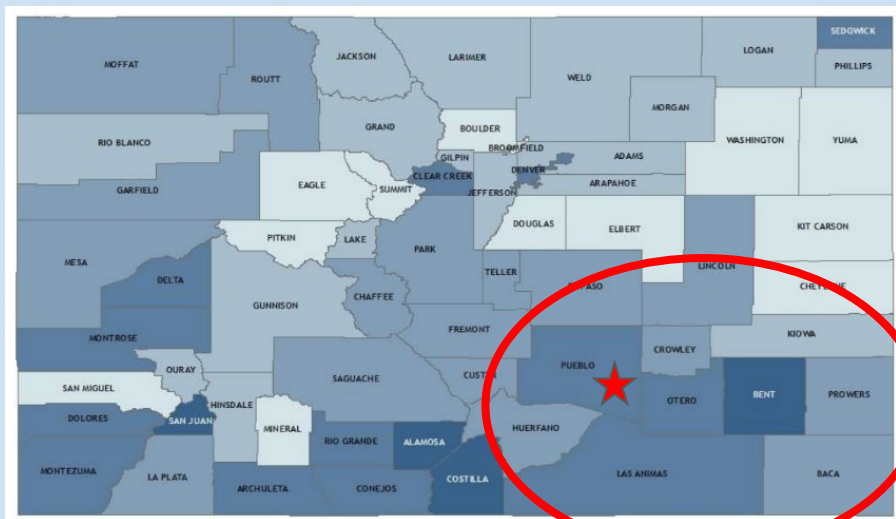 SEDGWICK
JACKSON
LARIMER
LOGAN
MOFFAT
ROUTT
WELD
PHILLIPS
MORGAN
GRAND
BOULDER
RIO BLANCO
BROOMFIELD
WASHINGTON
YUMA
GILPIN
ADAMS
CLEAR CREEK
DENVER
GARFIELD
EAGLE
SUMMIT
ARAPAHOE
JEFFERSON
DOUGLAS
ELBERT
KIT CARSON
PITKIN
LAKE
PARK
MESA
LINCOLN
DELTA
TELLER
CHAFFEE
GUNNISON
KIOWA
FREMONT
MONTROSE
CROWLEY
OURAY
PUEBLO
SAGUACHE
SAN MIGUEL
BENT
PROWERS
OTERO
HINSDALE
DOLORES
SAN JUAN
MINERAL
HUERFANO
RIO GRANDE
ALAMOSA
MONTEZUMA
LA PLATA
LAS ANIMAS
BACA
COSTILLA
ARCHULETA
CONEJOS